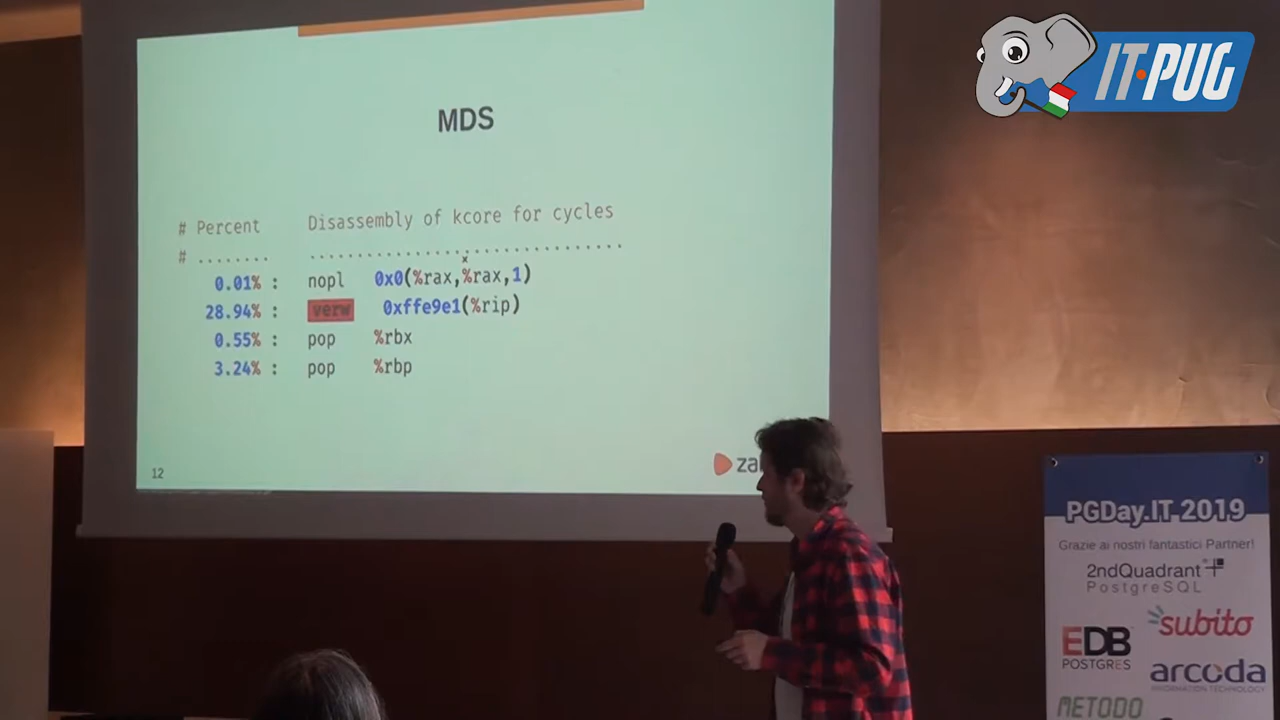 IT·PUG
MDS
# Percent Disassembly of kcore for cycles
# ........ ..................................
0.01% : nopl 0x0(%rax,%rax,1)
28.94% : verw 0xffe9e1(%rip)
0.55% : pop %rbx
3.24% : pop %rbp
12
PGDay.IT 2019
Grazie ai nostri fantastici Partner!
2ndQuadrant
PostgreSQL
subito
EDB
POSTGRES
arcoda
INFORMATION TECHNOLOGY
METODO